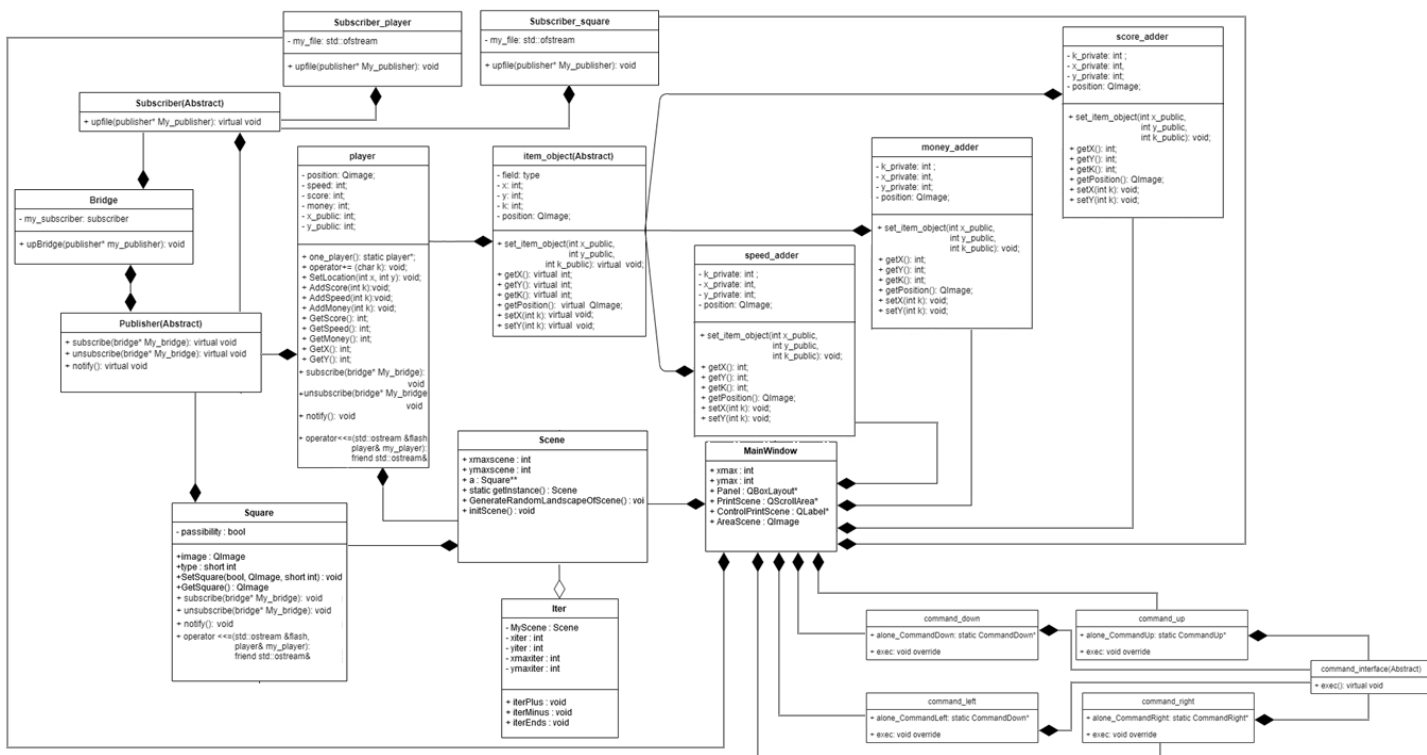 Subscriber_player
- my_file: std::ofstream
+ upfile(publisher* My_publisher): void
Subscriber_square
- my_file: std::ofstream
+ upfile(publisher* My_publisher): void
score_adder
- k_private: int ;
- x_private: int,
- y_private: int;
- position: QImage;
+ set_item_object(int x_public,
int y_public,
int k_public): void;
+ getX(): int;
+ getY(): int;
+ getK(): int;
+ getPosition(): QImage;
+ setX(int k): void;
+ setY(int k): void;
Subscriber(Abstract)
+ upfile(publisher* My_publisher): virtual void
player
- position: Qimage;
- speed: int;
- score: int;
- money: int;
- x_public: int;
- y_public: int;
+ one_player(): static player*;
+ operator+= (char k): void;
+ SetLocation(int x, int y): void;
+ AddScore(int k):void;
+ AddSpeed(int k):void;
+ AddMoney(int k): void;
+ GetScore(): int;
+ GetSpeed(): int;
+ GetMoney(): int;
+ GetX(): int;
+ GetY(): int;
+ subscribe(bridge* My_bridge):
void
+unsubscribe(bridge* My_bridge
void
+ notify(): void
+ operator<<=(std::ostream &flash
player& my_player):
friend std::ostream&
item_object(Abstract)
- field: type
- x: int;
- y: int;
- k: int;
- position: QImage;
+ set_item_object(int x_public,
int y_public,
int k_public): virtual void;
+ getX(): virtual int;
+ getY(): virtual int;
+ getK(): virtual int;
+ getPosition(): virtual QImage;
+ setX(int k): virtual void;
+ setY(int k): virtual void;
money_adder
- k_private: int ;
- x_private: int,
- y_private: int;
- position: QImage;
+ set_item_object(int x_public,
int y_public,
int k_public): void;
+ getX(): int;
+ getY(): int;
+ getK(): int;
+ getPosition(): QImage;
+ setX(int k): void;
+ setY(int k): void;
Bridge
- my_subscriber: subscriber
+ upBridge(publisher* my_publisher): void
speed_adder
- k_private: int ;
- x_private: int,
- y_private: int;
- position: QImage;
+ set_item_object(int x_public,
int y_public,
int k_public): void;
+ getX(): int;
+ getY(): int;
+ getK(): int;
+ getPosition(): QImage;
+ setX(int k): void;
+ setY(int k): void;
Publisher(Abstract)
+ subscribe(bridge* My_bridge): virtual void
+ unsubscribe(bridge* My_bridge): virtual void
+ notify(): virtual void
Scene
+ xmaxscene : int
+ ymaxscene : int
+ a : Square**
+ static getInstance() : Scene
+ GenerateRandomLandscapeOfScene() : voi
+ initScene() : void
MainWindow
+ xmax : int
+ ymax : int
+ Panel : QBoxLayout*
+ PrintScene : QScrollArea*
+ ControlPrintScene : QLabel*
+ AreaScene : QImage
Square
- passibility : bool
+image : QImage
+type : short int
+SetSquare(bool, QImage, short int) : void
+GetSquare() : QImage
+ subscribe(bridge* My_bridge): void
+ unsubscribe(bridge* My_bridge): void
+ notify(): void
+ operator <<=(std::ostream &flash,
player& my_player):
friend std::ostream&
Iter
- MyScene : Scene
- xiter : int
- yiter : int
- xmaxiter : int
- ymaxiter : int
+ iterPlus : void
+ iterMinus : void
+ iterEnds : void
command_down
+ alone_CommandDown: static CommandDown*
+ exec: void override
command_up
+ alone_CommandUp: static CommandUp*
+ exec: void override
command_interface(Abstract)
+ exec(): virtual void
command_left
+ alone_CommandLeft: static CommandDown*
+ exec: void override
command_right
+ alone_CommandRight: static CommandRight*
+ exec: void override